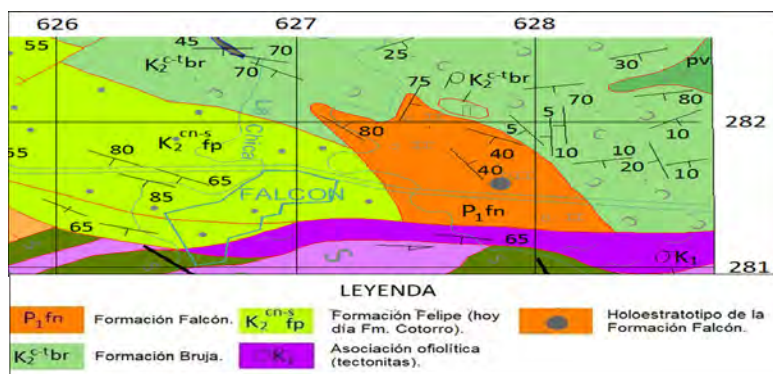 626 627 628
55 45 70 25 75 K₂ᶜ⁻ᵗbr 30 pv
K₂ᶜ⁻ᵗbr 70 70 80
80 5 282
K₂ᶜⁿ⁻ˢ fp La Chica 40 5 10 10
55 80 65 40 10 20 10
85 FALCON
65 P₁fn
65 K₁
S 281
LEYENDA
P₁fn Formación Falcón.
K₂ᶜⁿ⁻ˢ fp Formación Felipe (hoy día Fm. Cotorro).
Holoestratotipo de la Formación Falcón.
K₂ᶜ⁻ᵗbr Formación Bruja.
K₁ Asociación ofiolítica (tectonitas).